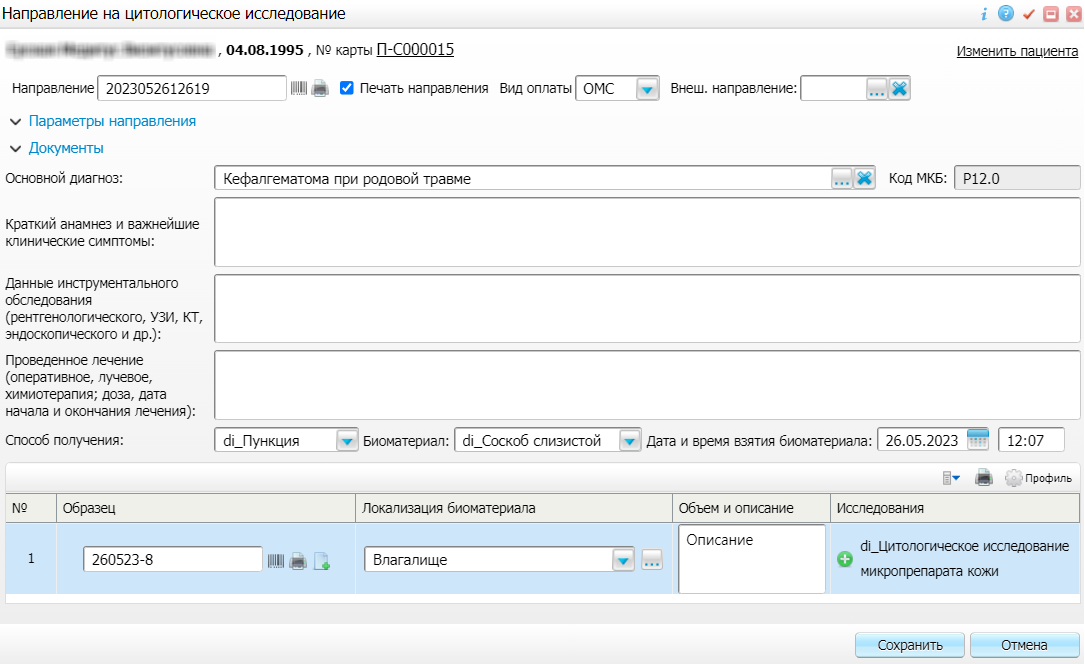 Направление на цитологическое исследование
, 04.08.1995 , № карты П-С000015
Изменить пациента
Направление 2023052612619 Печать направления Вид оплаты ОМС Внеш. направление: ...
Параметры направления
Документы
Основной диагноз: Кефалгематома при родовой травме ... Код МКБ: P12.0
Краткий анамнез и важнейшие
клинические симптомы:
Данные инструментального
обследования
(рентгенологического, УЗИ, КТ,
эндоскопического и др.):
Проведенное лечение
(оперативное, лучевое,
химиотерапия; доза, дата
начала и окончания лечения):
Способ получения: di_Пункция Биоматериал: di_Соскоб слизистой Дата и время взятия биоматериала: 26.05.2023 12:07
Профиль
№ Образец Локализация биоматериала Объем и описание Исследования
1 260523-8 Влагалище ... Описание di_Цитологическое исследование
микропрепарата кожи
Сохранить Отмена